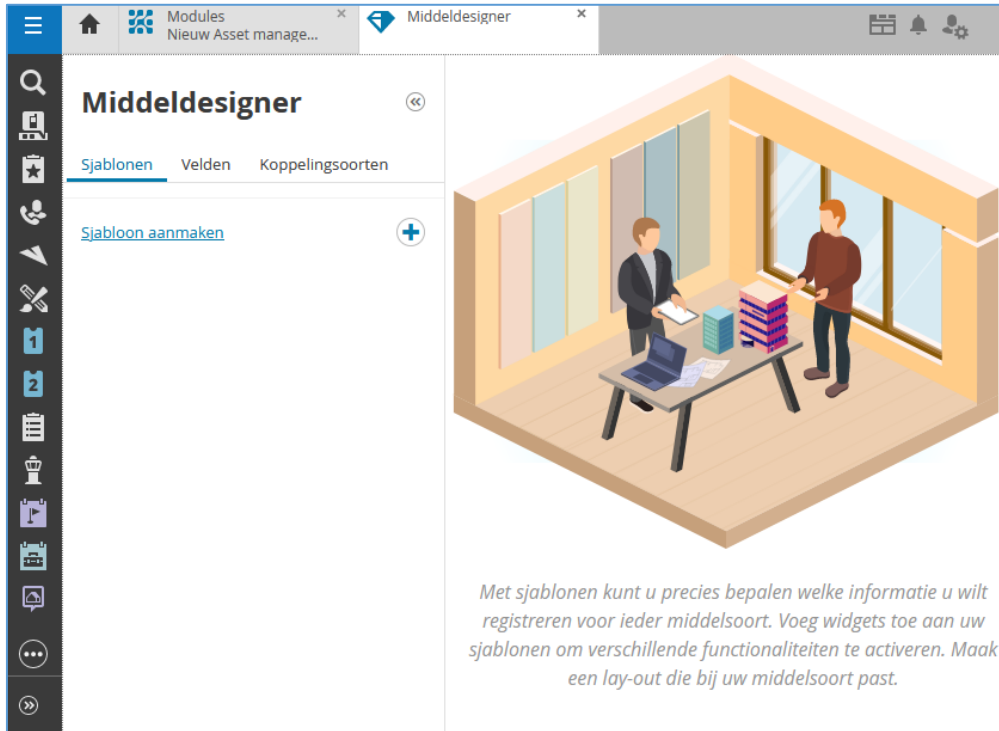 Modules
Nieuw Asset manage...
Middeldesigner
Middeldesigner
Sjablonen Velden Koppelingsoorten
Sjabloon aanmaken
1
2
Met sjablonen kunt u precies bepalen welke informatie u wilt
registreren voor ieder middelsoort. Voeg widgets toe aan uw
sjablonen om verschillende functionaliteiten te activeren. Maak
een lay-out die bij uw middelsoort past.